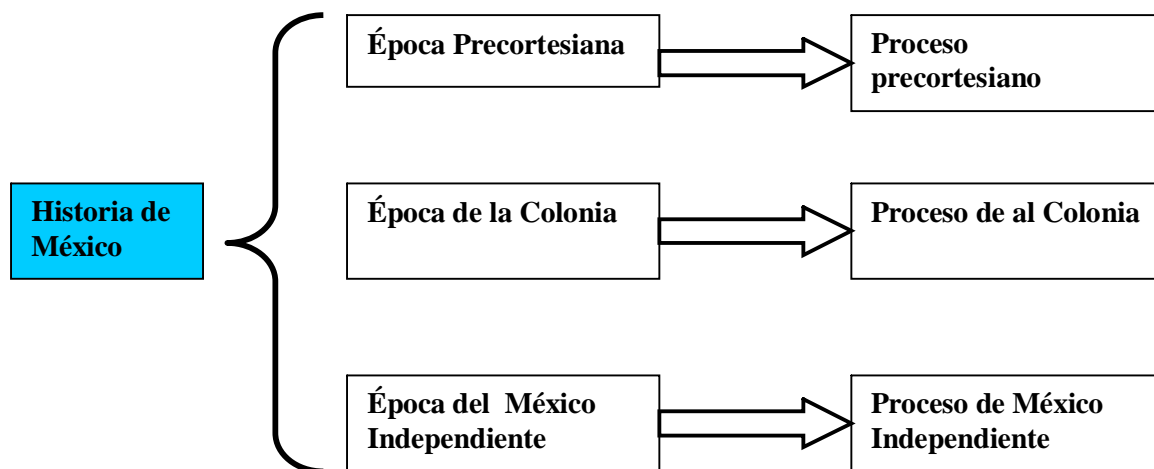 Época Precortesiana
Proceso
precortesiano
Historia de
México
Época de la Colonia
Proceso de al Colonia
Época del  México
Independiente
Proceso de México
Independiente